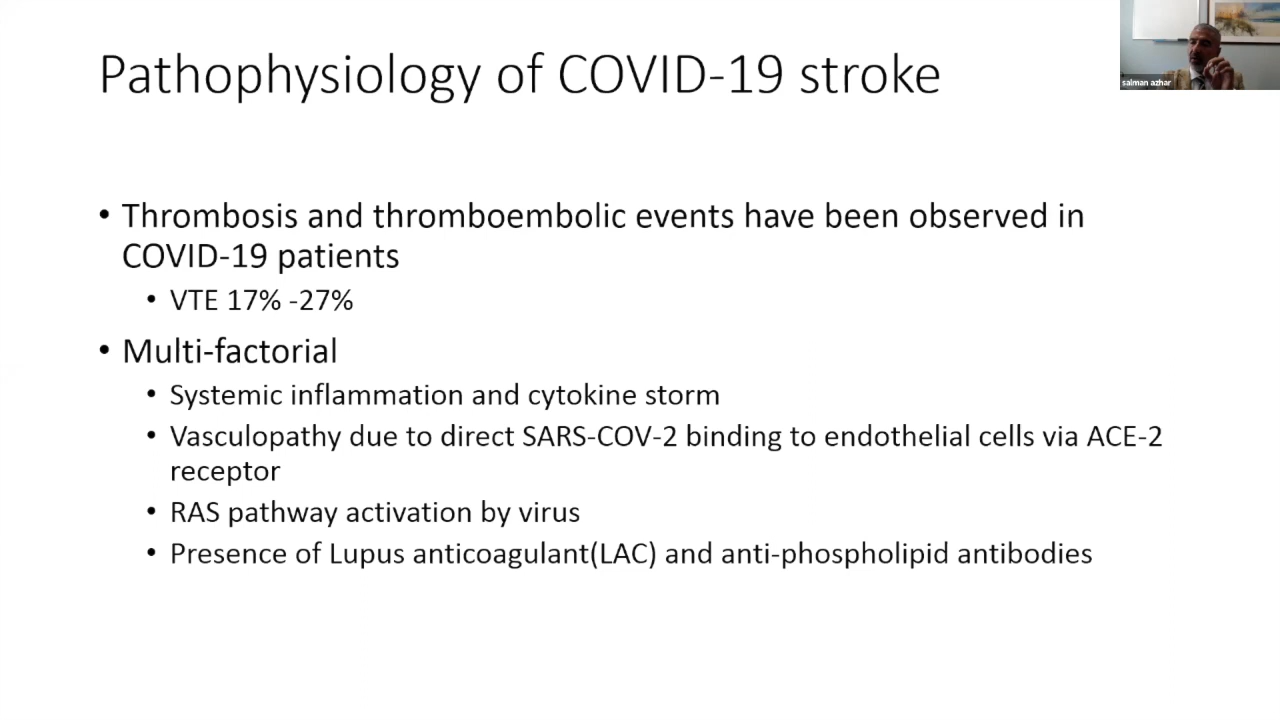 Pathophysiology of COVID-19 stroke
salman azhar
• Thrombosis and thromboembolic events have been observed in
COVID-19 patients
• VTE 17% -27%
• Multi-factorial
• Systemic inflammation and cytokine storm
• Vasculopathy due to direct SARS-COV-2 binding to endothelial cells via ACE-2
receptor
• RAS pathway activation by virus
• Presence of Lupus anticoagulant(LAC) and anti-phospholipid antibodies